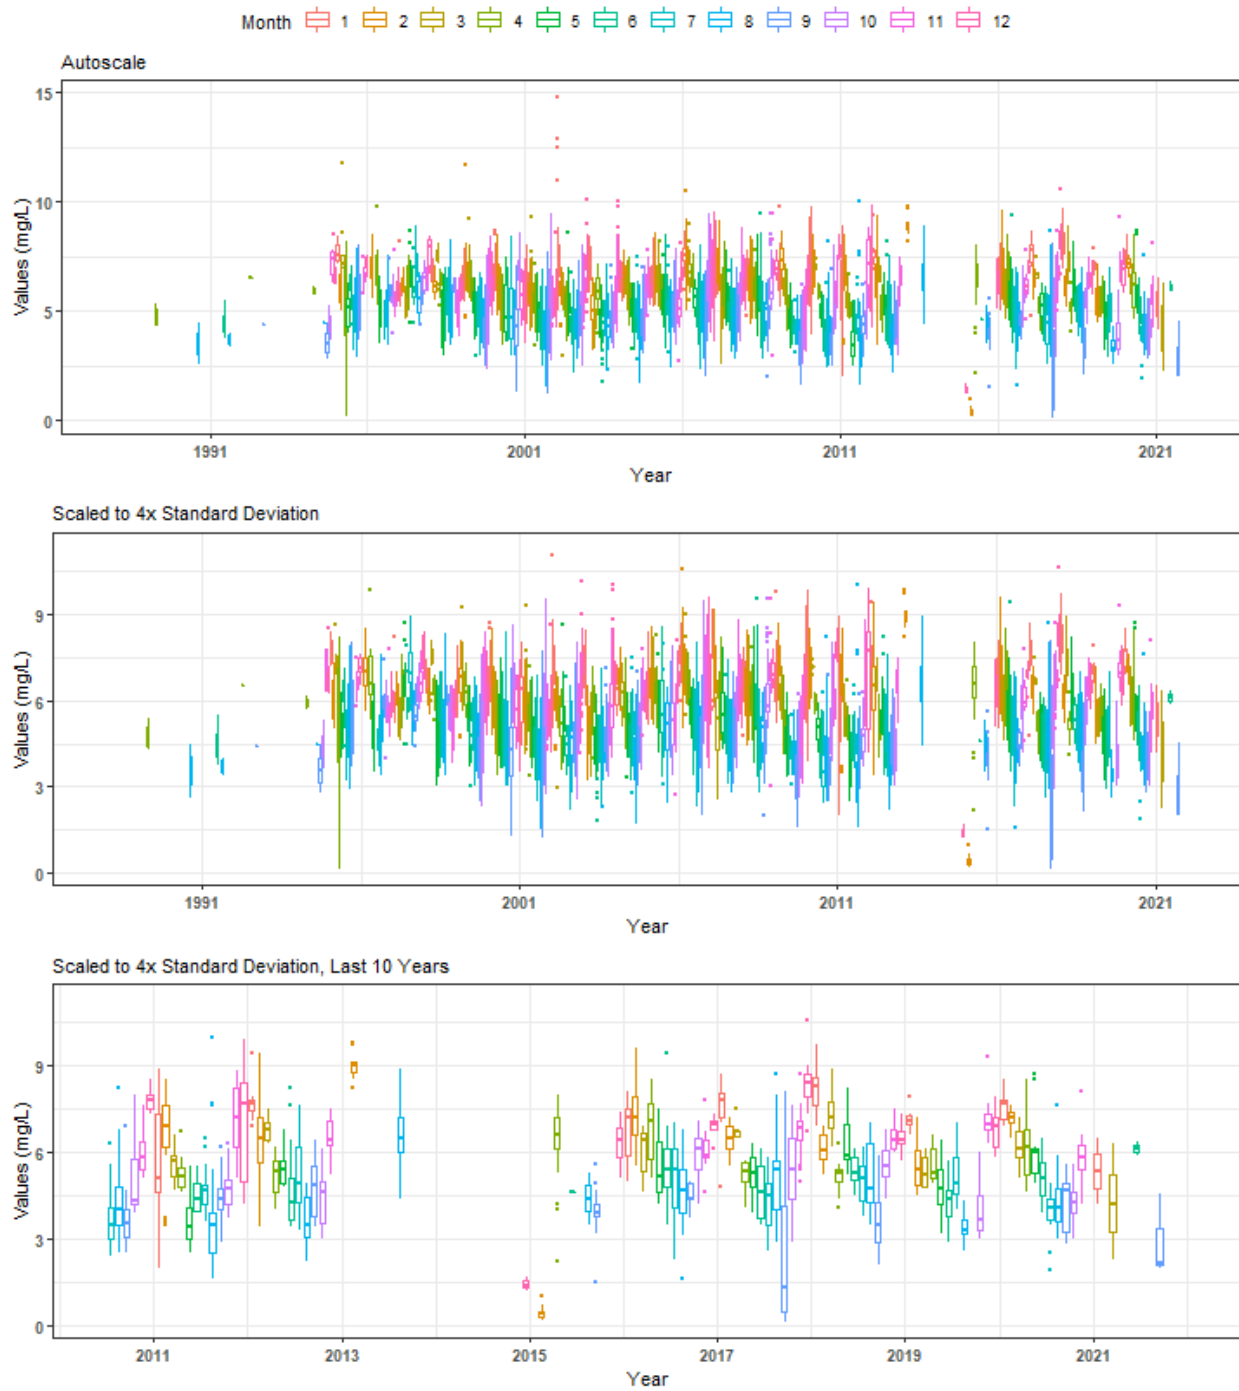 Month 1 2 3 4 5 6 7 8 9 10 11 12
Autoscale
15
10
5
0
Values (mg/L)
1991 2001 2011 2021
Year
Scaled to 4x Standard Deviation
9
6
3
0
Values (mg/L)
1991 2001 2011 2021
Year
Scaled to 4x Standard Deviation, Last 10 Years
9
6
3
0
Values (mg/L)
2011 2013 2015 2017 2019 2021
Year